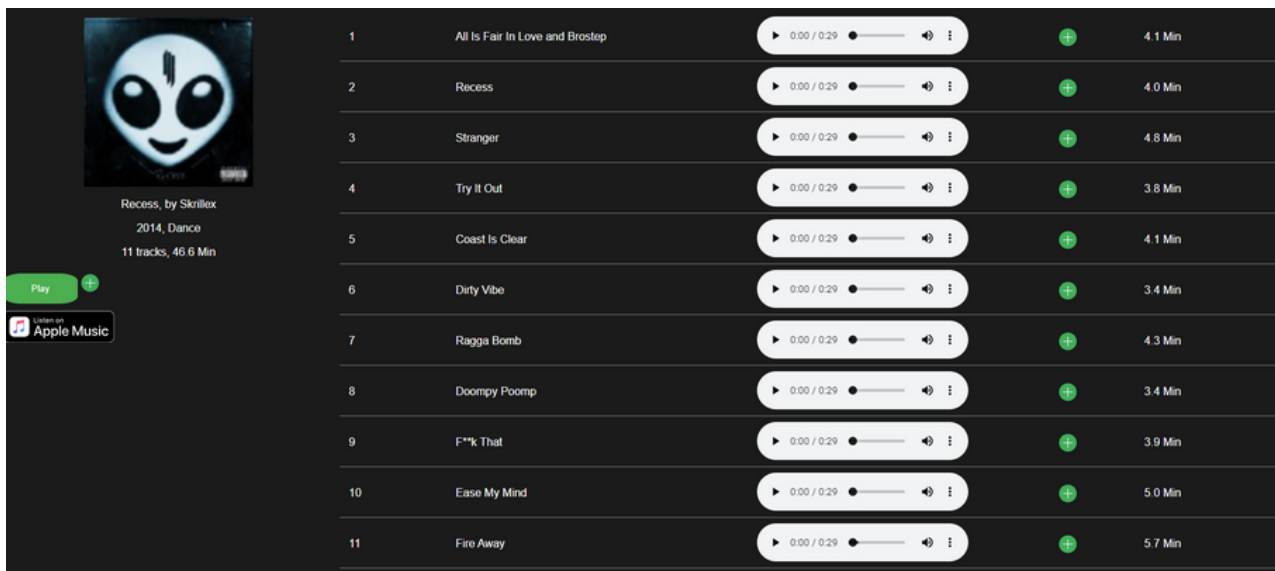 Recess, by Skrillex
2014, Dance
11 tracks, 46.6 Min
Play
Listen on
Apple Music
1 All Is Fair In Love and Brostep 0:00 / 0:29 4.1 Min
2 Recess 0:00 / 0:29 4.0 Min
3 Stranger 0:00 / 0:29 4.8 Min
4 Try It Out 0:00 / 0:29 3.8 Min
5 Coast Is Clear 0:00 / 0:29 4.1 Min
6 Dirty Vibe 0:00 / 0:29 3.4 Min
7 Ragga Bomb 0:00 / 0:29 4.3 Min
8 Doompy Poomp 0:00 / 0:29 3.4 Min
9 F**k That 0:00 / 0:29 3.9 Min
10 Ease My Mind 0:00 / 0:29 5.0 Min
11 Fire Away 0:00 / 0:29 5.7 Min